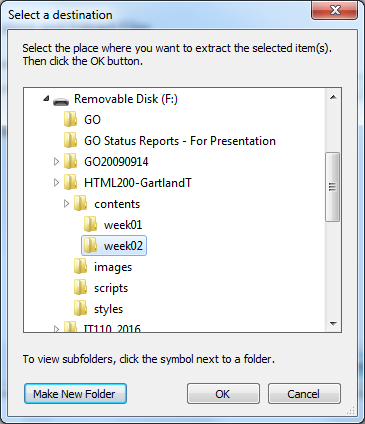 Select a destination
Select the place where you want to extract the selected item(s).
Then click the OK button.
Removable Disk (F:)
GO
GO Status Reports - For Presentation
GO20090914
HTML200-GartlandT
contents
week01
week02
images
scripts
styles
IT110_2016
To view subfolders, click the symbol next to a folder.
Make New Folder
OK
Cancel